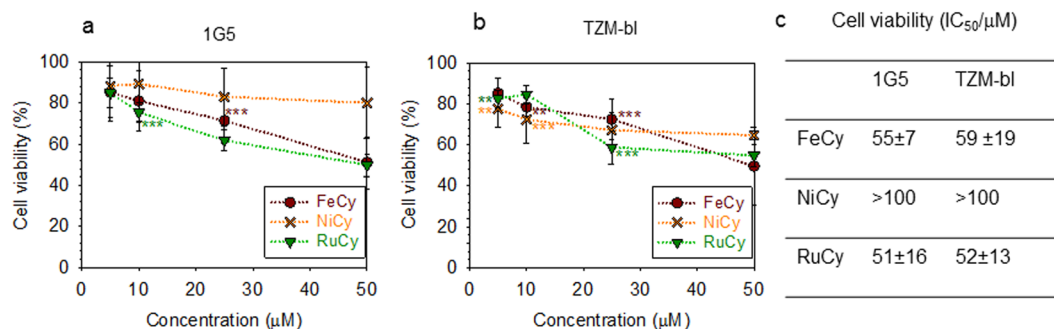 a
1G5
100
80
60
40
20
0
Cell viability (%)
***
***
FeCy
NiCy
RuCy
0 10 20 30 40 50
Concentration (µM)
b
TZM-bl
100
80
60
40
20
0
Cell viability (%)
**
**
**
***
***
***
FeCy
NiCy
RuCy
0 10 20 30 40 50
Concentration (µM)
c
Cell viability (IC50/µM)
1G5 TZM-bl
FeCy 55±7 59 ±19
NiCy >100 >100
RuCy 51±16 52±13